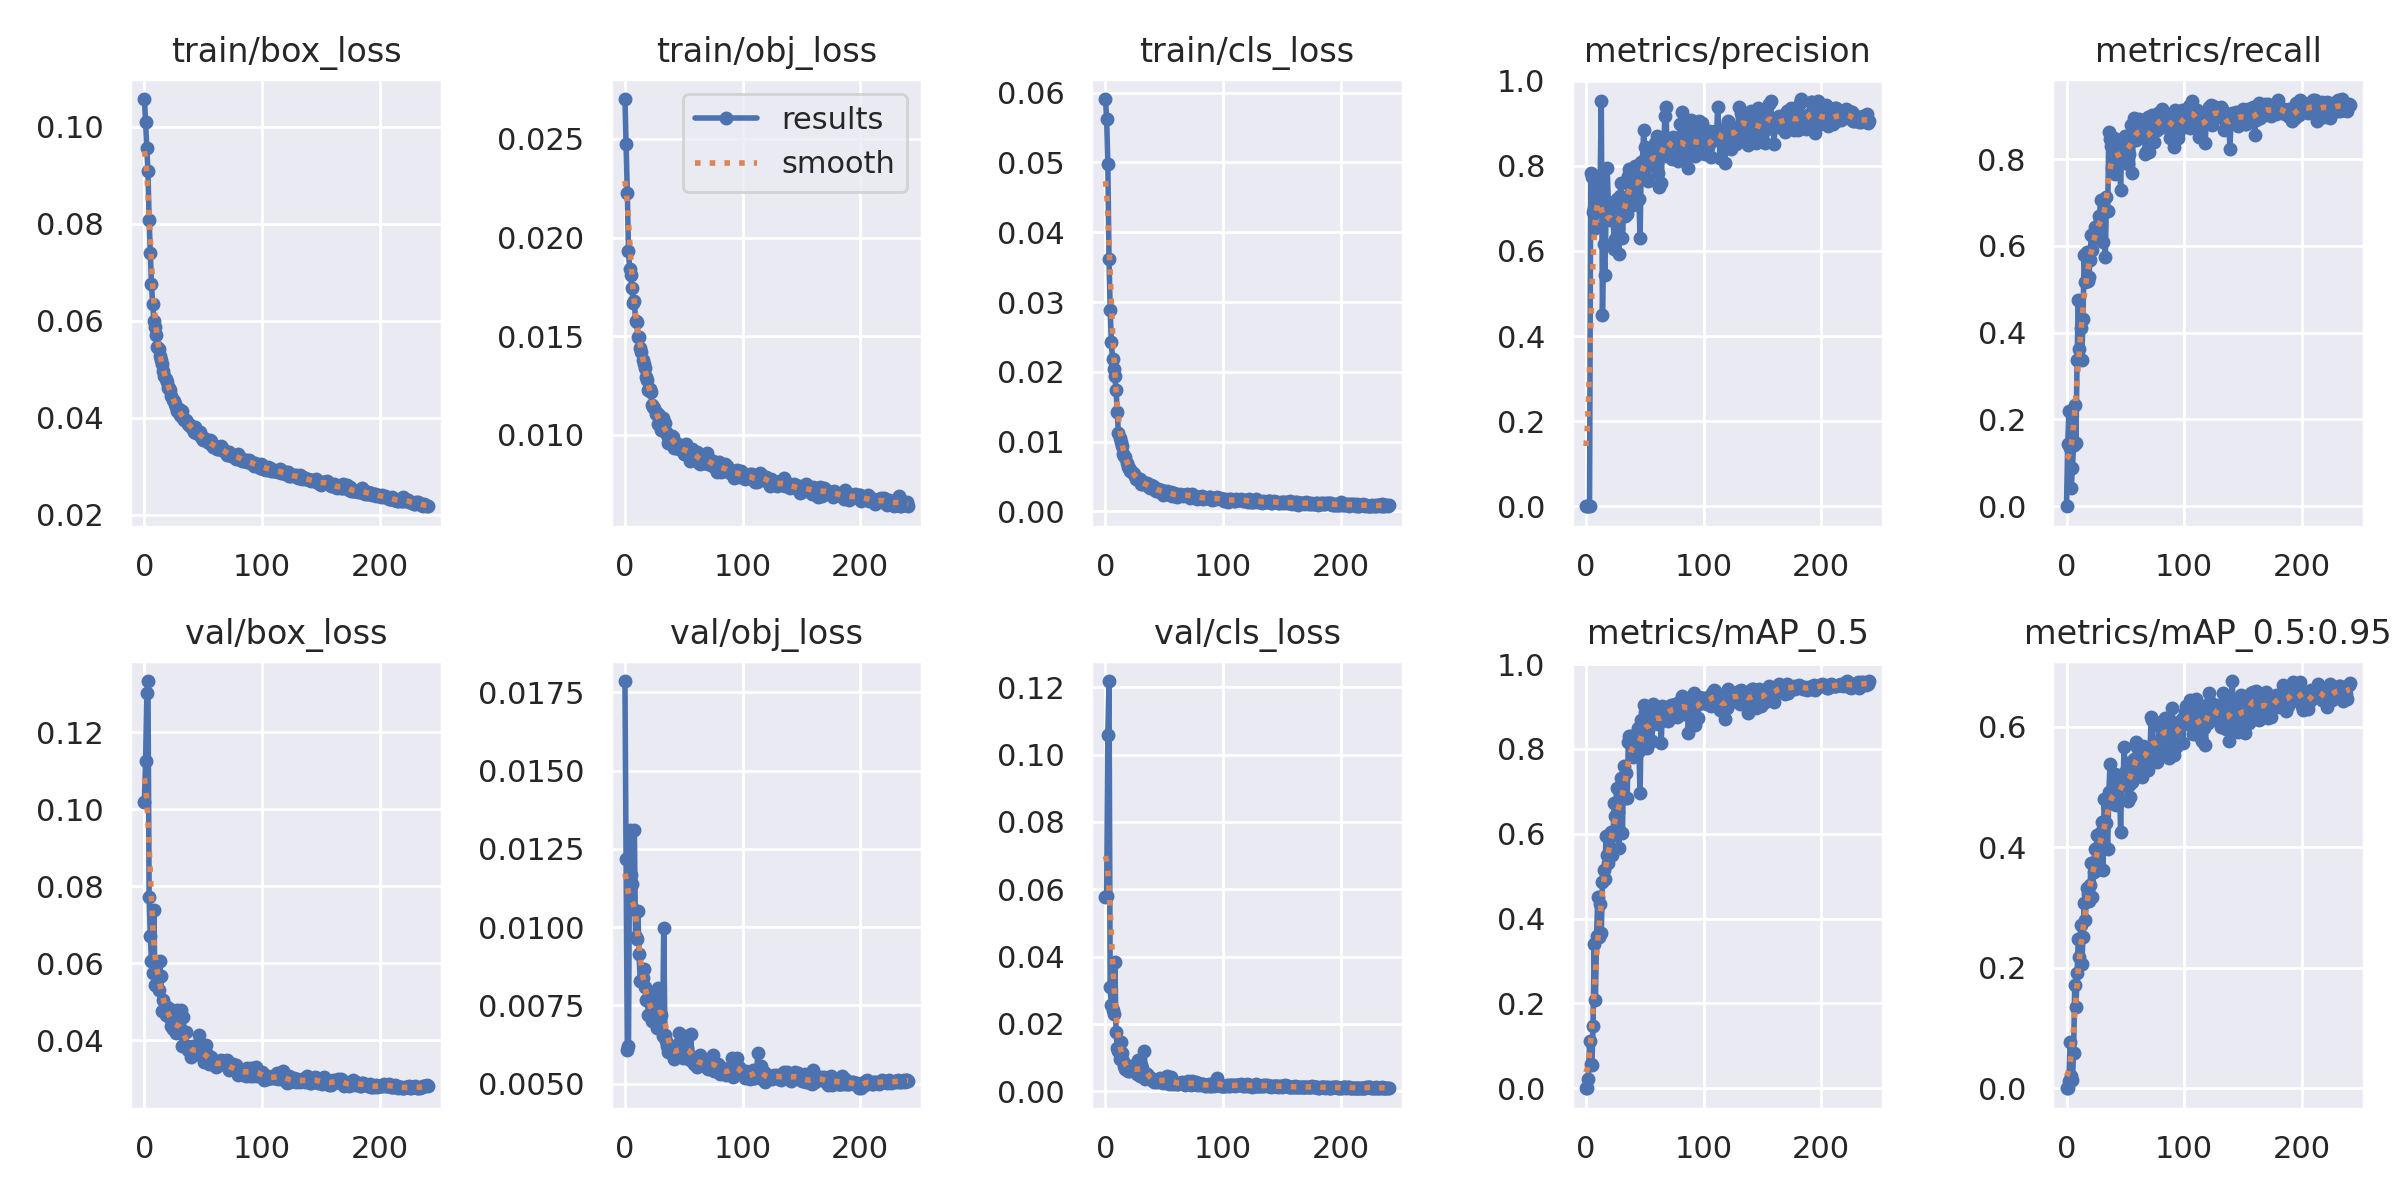 train/box_loss
train/obj_loss
train/cls_loss
metrics/precision
metrics/recall
0.10
0.08
0.06
0.04
0.02
0 100 200
0.025
0.020
0.015
0.010
results
smooth
0 100 200
0.06
0.05
0.04
0.03
0.02
0.01
0.00
0 100 200
1.0
0.8
0.6
0.4
0.2
0.0
0 100 200
0.8
0.6
0.4
0.2
0.0
0 100 200
val/box_loss
val/obj_loss
val/cls_loss
metrics/mAP_0.5
metrics/mAP_0.5:0.95
0.12
0.10
0.08
0.06
0.04
0 100 200
0.0175
0.0150
0.0125
0.0100
0.0075
0.0050
0 100 200
0.12
0.10
0.08
0.06
0.04
0.02
0.00
0 100 200
1.0
0.8
0.6
0.4
0.2
0.0
0 100 200
0.6
0.4
0.2
0.0
0 100 200